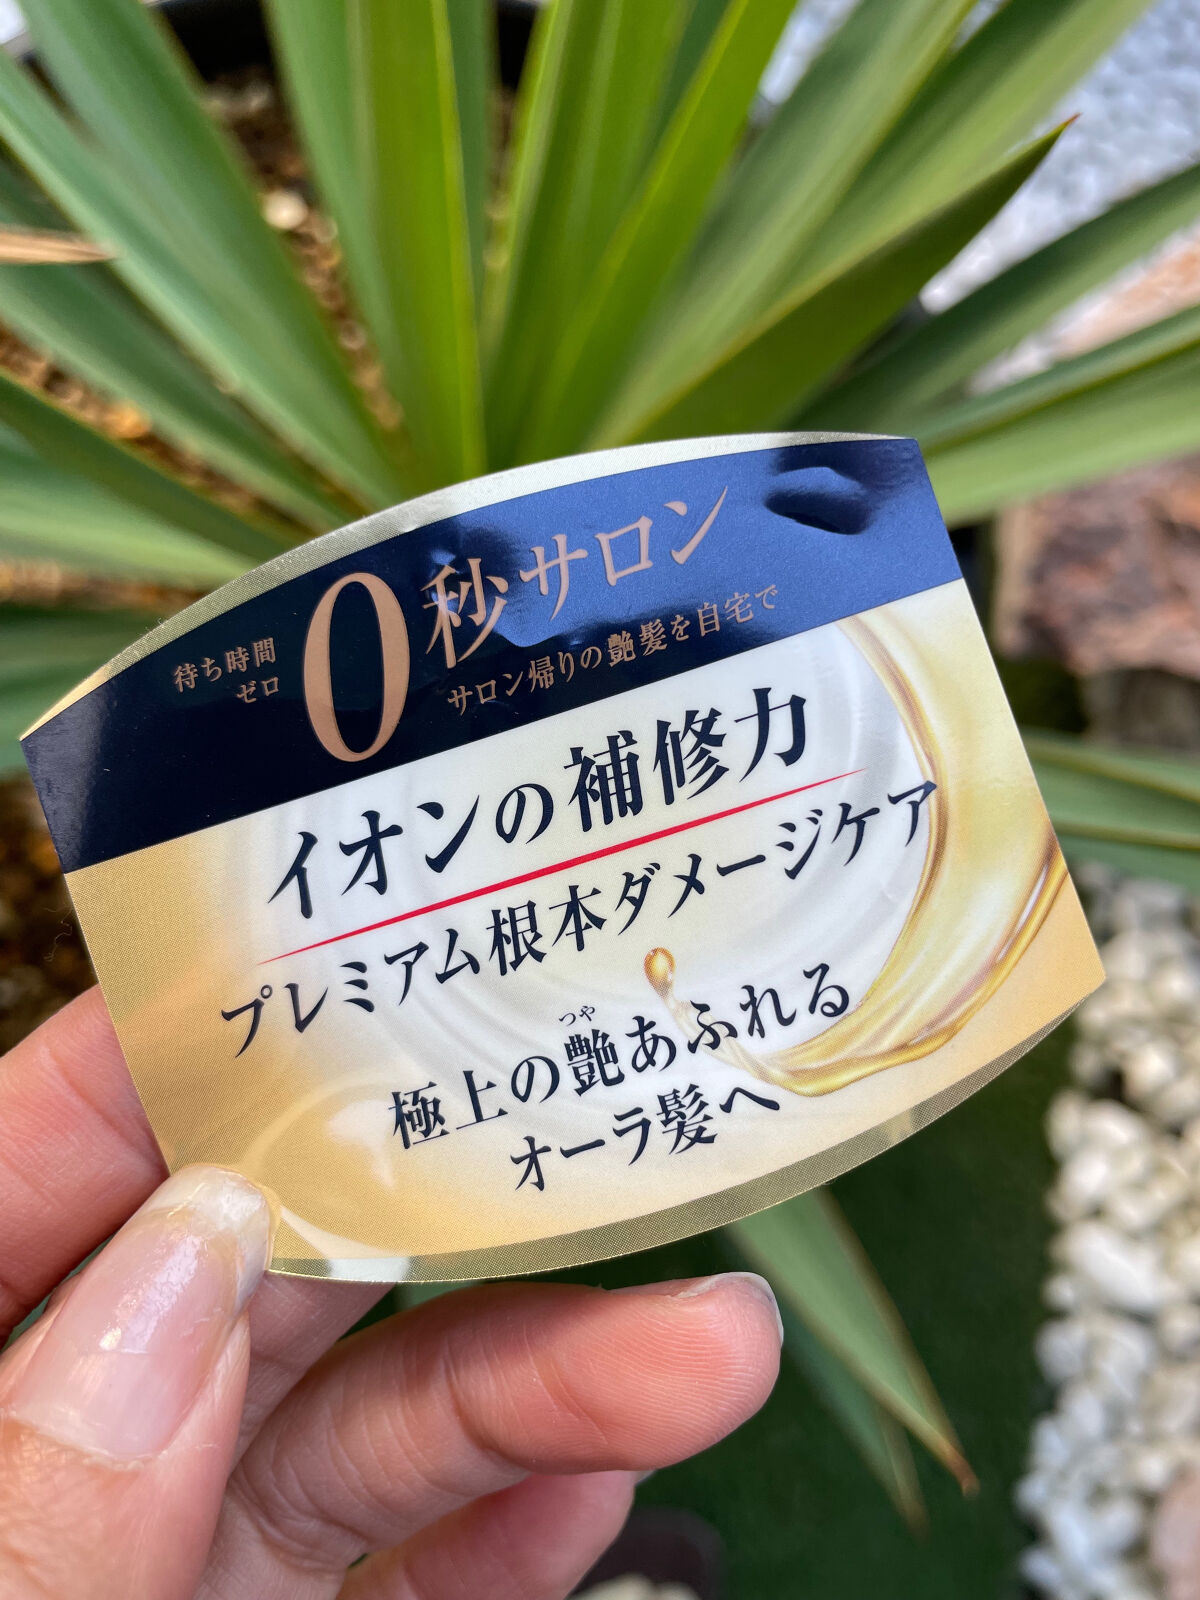 待ち時間
ゼロ
0秒サロン
サロン帰りの艶髪を自宅で
イオンの補修力
プレミアム根本ダメージケア
つや
極上の艶あふれる
オーラ髪へ